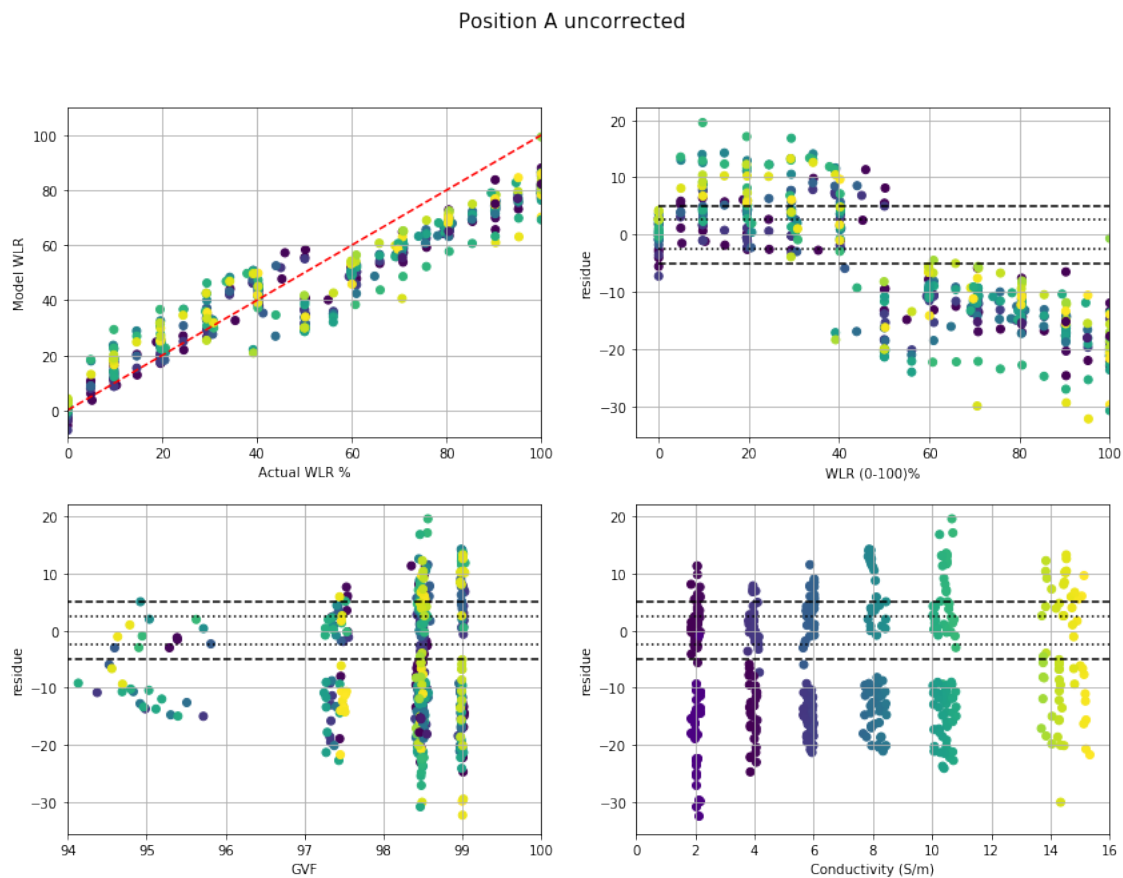 Position A uncorrected
100
80
60
40
20
0
Model WLR
0 20 40 60 80 100
Actual WLR %
20
10
0
−10
−20
−30
residue
0 20 40 60 80 100
WLR (0-100)%
20
10
0
−10
−20
−30
residue
94 95 96 97 98 99 100
GVF
20
10
0
−10
−20
−30
residue
0 2 4 6 8 10 12 14 16
Conductivity (S/m)